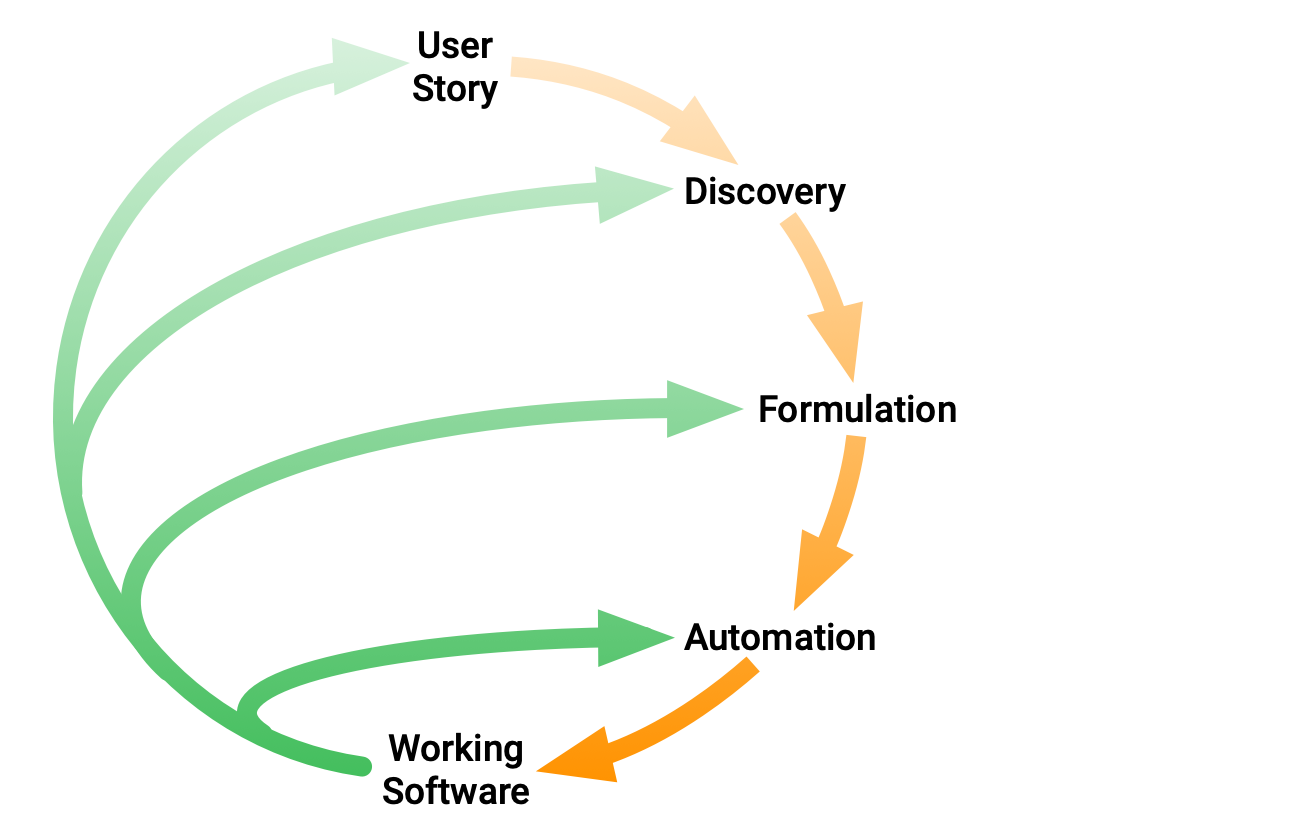 User
Story
Discovery
Formulation
Automation
Working
Software